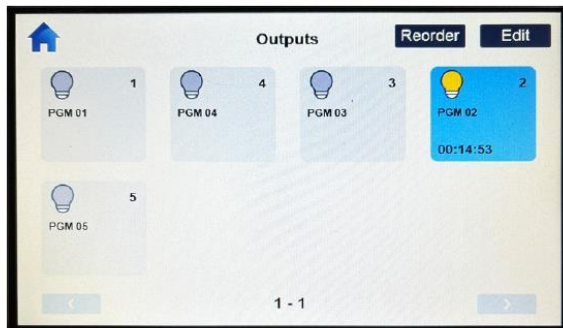 Outputs
Reorder
Edit
1
PGM 01
4
PGM 04
3
PGM 03
2
PGM 02
00:14:53
5
PGM 05
<
1 - 1
>